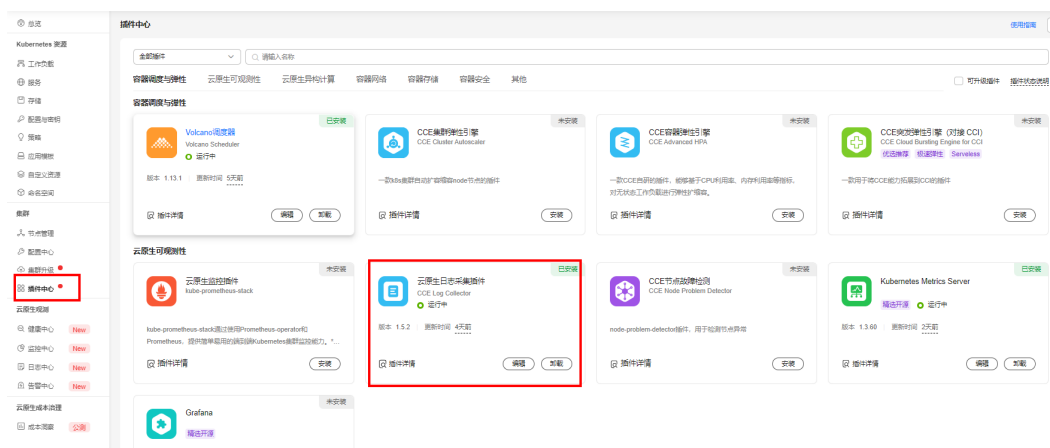 总览
Kubernetes 资源
工作负载
服务
存储
配置与密钥
策略
应用模板
自定义资源
命名空间
集群
节点管理
配置中心
集群升级
插件中心
云原生观测
健康中心 New
监控中心 New
日志中心 New
告警中心 New
云原生成本治理
成本洞察 公测
插件中心
使用指南
全部插件
请输入名称
容器调度与弹性 云原生可观测性 云原生异构计算 容器网络 容器存储 容器安全 其他
可升级插件 插件状态说明
容器调度与弹性
已安装
Volcano调度器
Volcano Scheduler
运行中
版本 1.13.1 更新时间 5天前
插件详情 编辑 卸载
未安装
CCE集群弹性引擎
CCE Cluster Autoscaler
一款k8s集群自动扩容缩容node节点的插件
插件详情 安装
未安装
CCE容器弹性引擎
CCE Advanced HPA
一款CCE自研的插件，能够基于CPU利用率、内存利用率等指标，
对无状态工作负载进行弹性扩缩容。
插件详情 安装
未安装
CCE突发弹性引擎（对接 CCI）
CCE Cloud Bursting Engine for CCI
优选推荐 极速弹性 Serverless
一款用于将CCE能力拓展到CCI的插件
插件详情 安装
云原生可观测性
未安装
云原生监控插件
kube-prometheus-stack
kube-prometheus-stack通过使用Prometheus-operator和
Prometheus，提供简单易用的端到端Kubernetes集群监控能力。*...
插件详情 安装
已安装
云原生日志采集插件
CCE Log Collector
运行中
版本 1.5.2 更新时间 4天前
插件详情 编辑 卸载
未安装
CCE节点故障检测
CCE Node Problem Detector
node-problem-detector插件，用于检测节点异常
插件详情 安装
已安装
Kubernetes Metrics Server
精选开源 运行中
版本 1.3.60 更新时间 2天前
插件详情 编辑 卸载
未安装
Grafana
精选开源